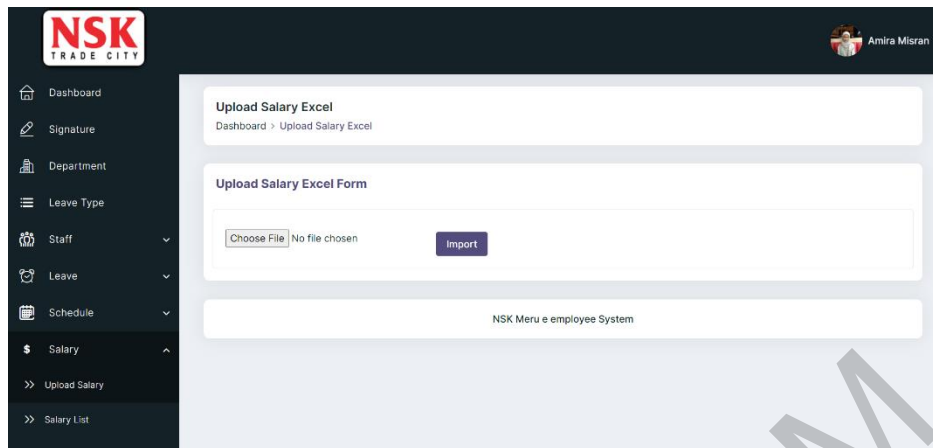 NSK
TRADE CITY
Amira Misran
Dashboard
Signature
Department
Leave Type
Staff
Leave
Schedule
$ Salary
>> Upload Salary
>> Salary List
Upload Salary Excel
Dashboard > Upload Salary Excel
Upload Salary Excel Form
Choose File No file chosen
Import
NSK Meru e employee System
M